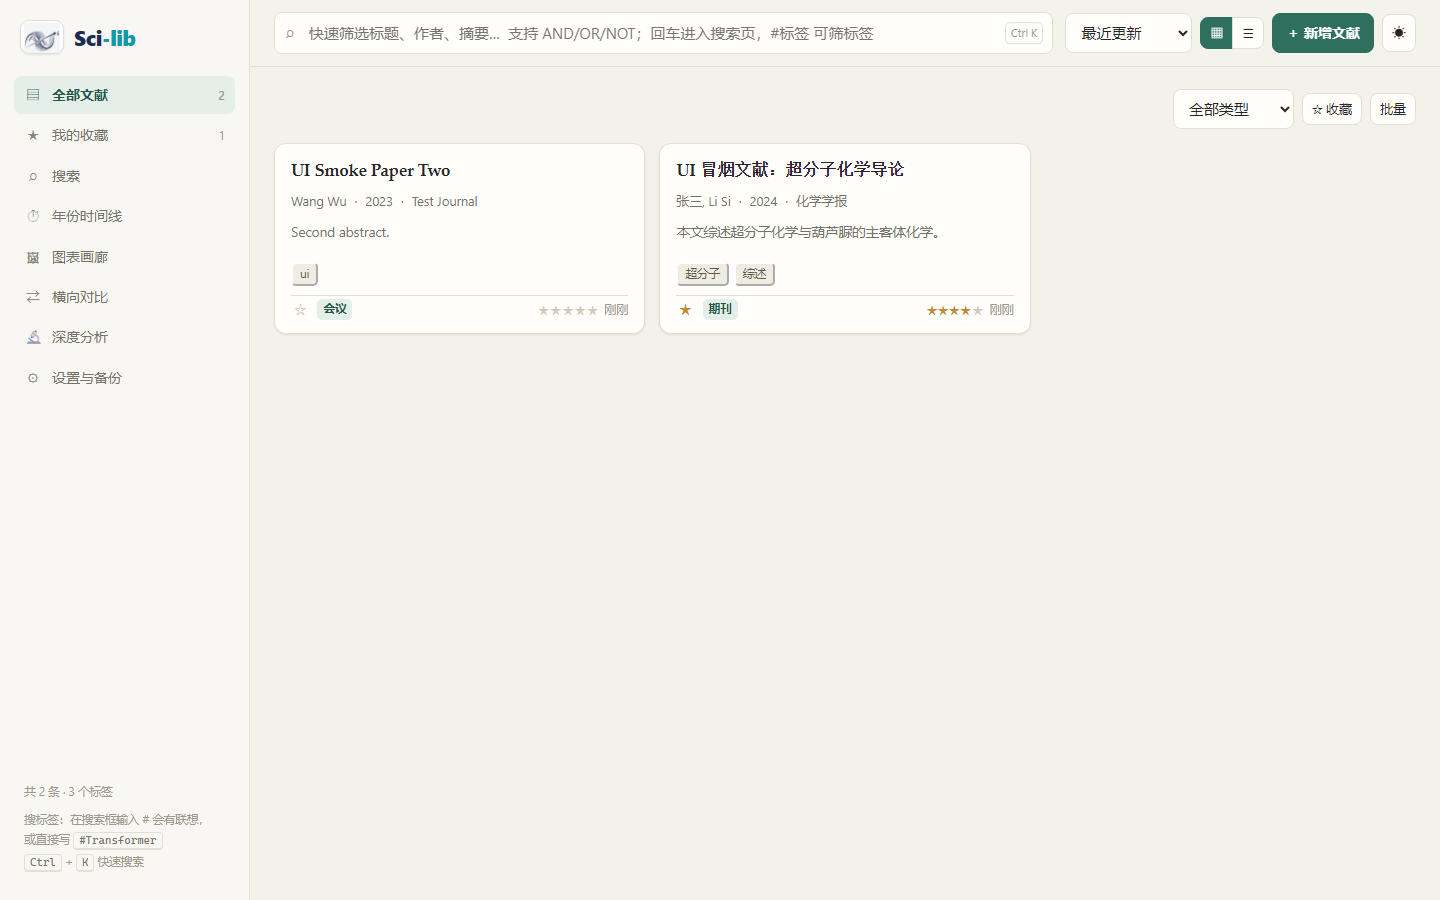 Sci-lib
全部文献 2
我的收藏 1
搜索
年份时间线
图表画廊
横向对比
深度分析
设置与备份
共 2 条 · 3 个标签
搜标签：在搜索框输入 # 会有联想，
或直接写 #Transformer
Ctrl + K 快速搜索
快速筛选标题、作者、摘要... 支持 AND/OR/NOT；回车进入搜索页，#标签 可筛标签 Ctrl K
最近更新
+ 新增文献
全部类型
☆ 收藏
批量
UI Smoke Paper Two
Wang Wu · 2023 · Test Journal
Second abstract.
ui
☆ 会议 ★★★★★ 刚刚
UI 冒烟文献：超分子化学导论
张三, Li Si · 2024 · 化学学报
本文综述超分子化学与葫芦脲的主客体化学。
超分子 综述
★ 期刊 ★★★★★ 刚刚